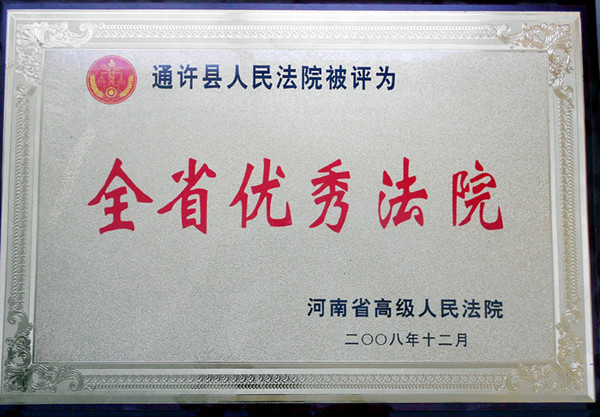 通许县人民法院被评为
全省优秀法院
河南省高级人民法院
二〇〇八年十二月